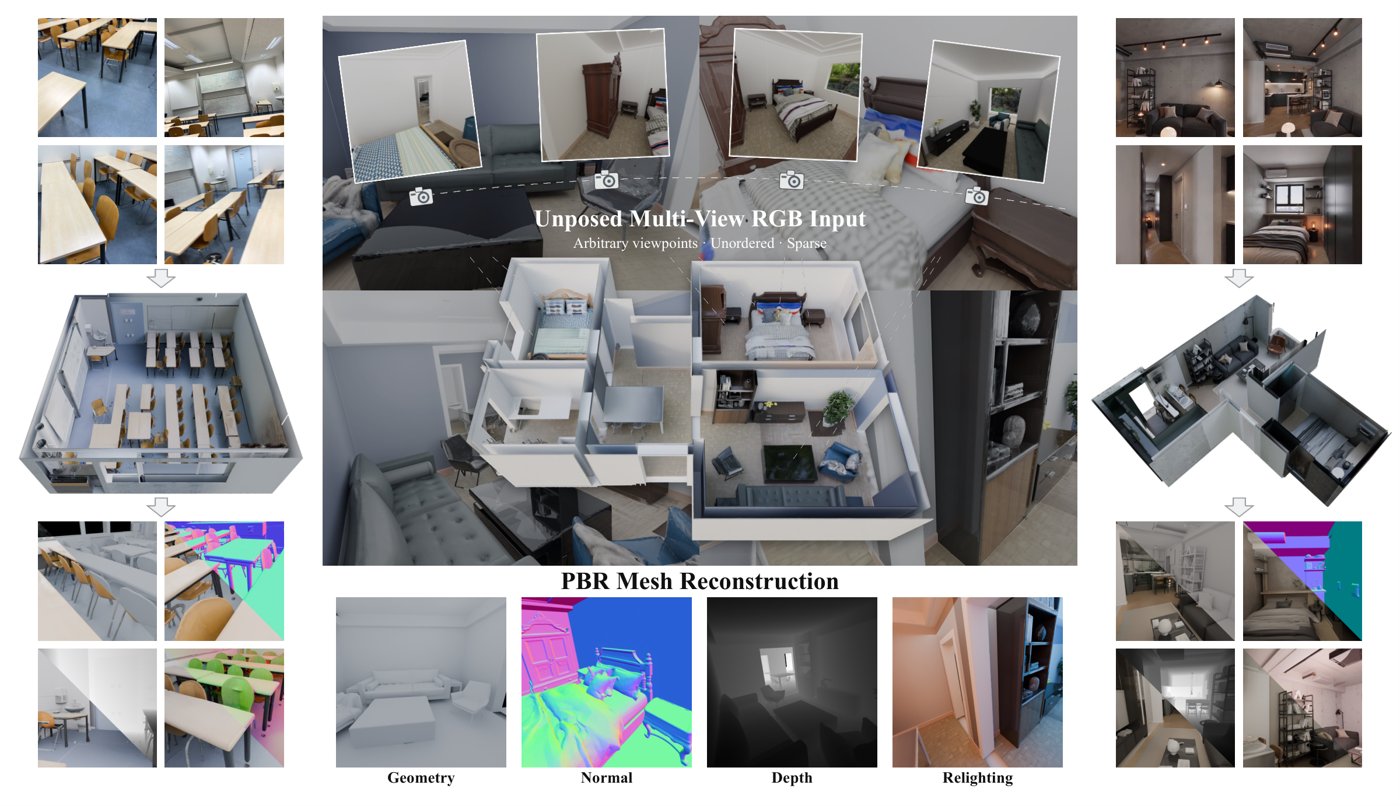 Unposed Multi-View RGB Input
Arbitrary viewpoints · Unordered · Sparse
PBR Mesh Reconstruction
Geometry
Normal
Depth
Relighting